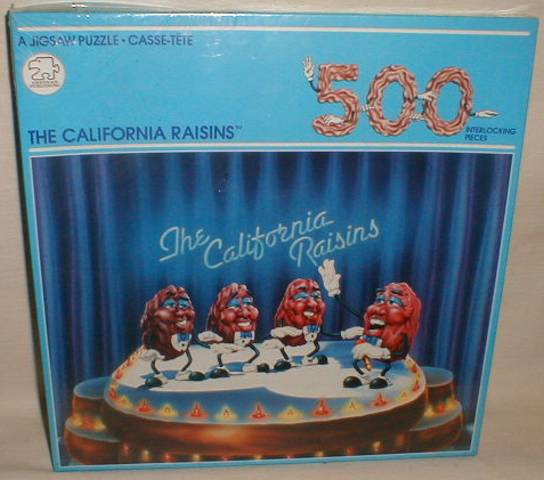 A JIGSAW PUZZLE • CASSE-TÊTE
500
INTERLOCKING
PIECES
THE CALIFORNIA RAISINS™
The
California
Raisins